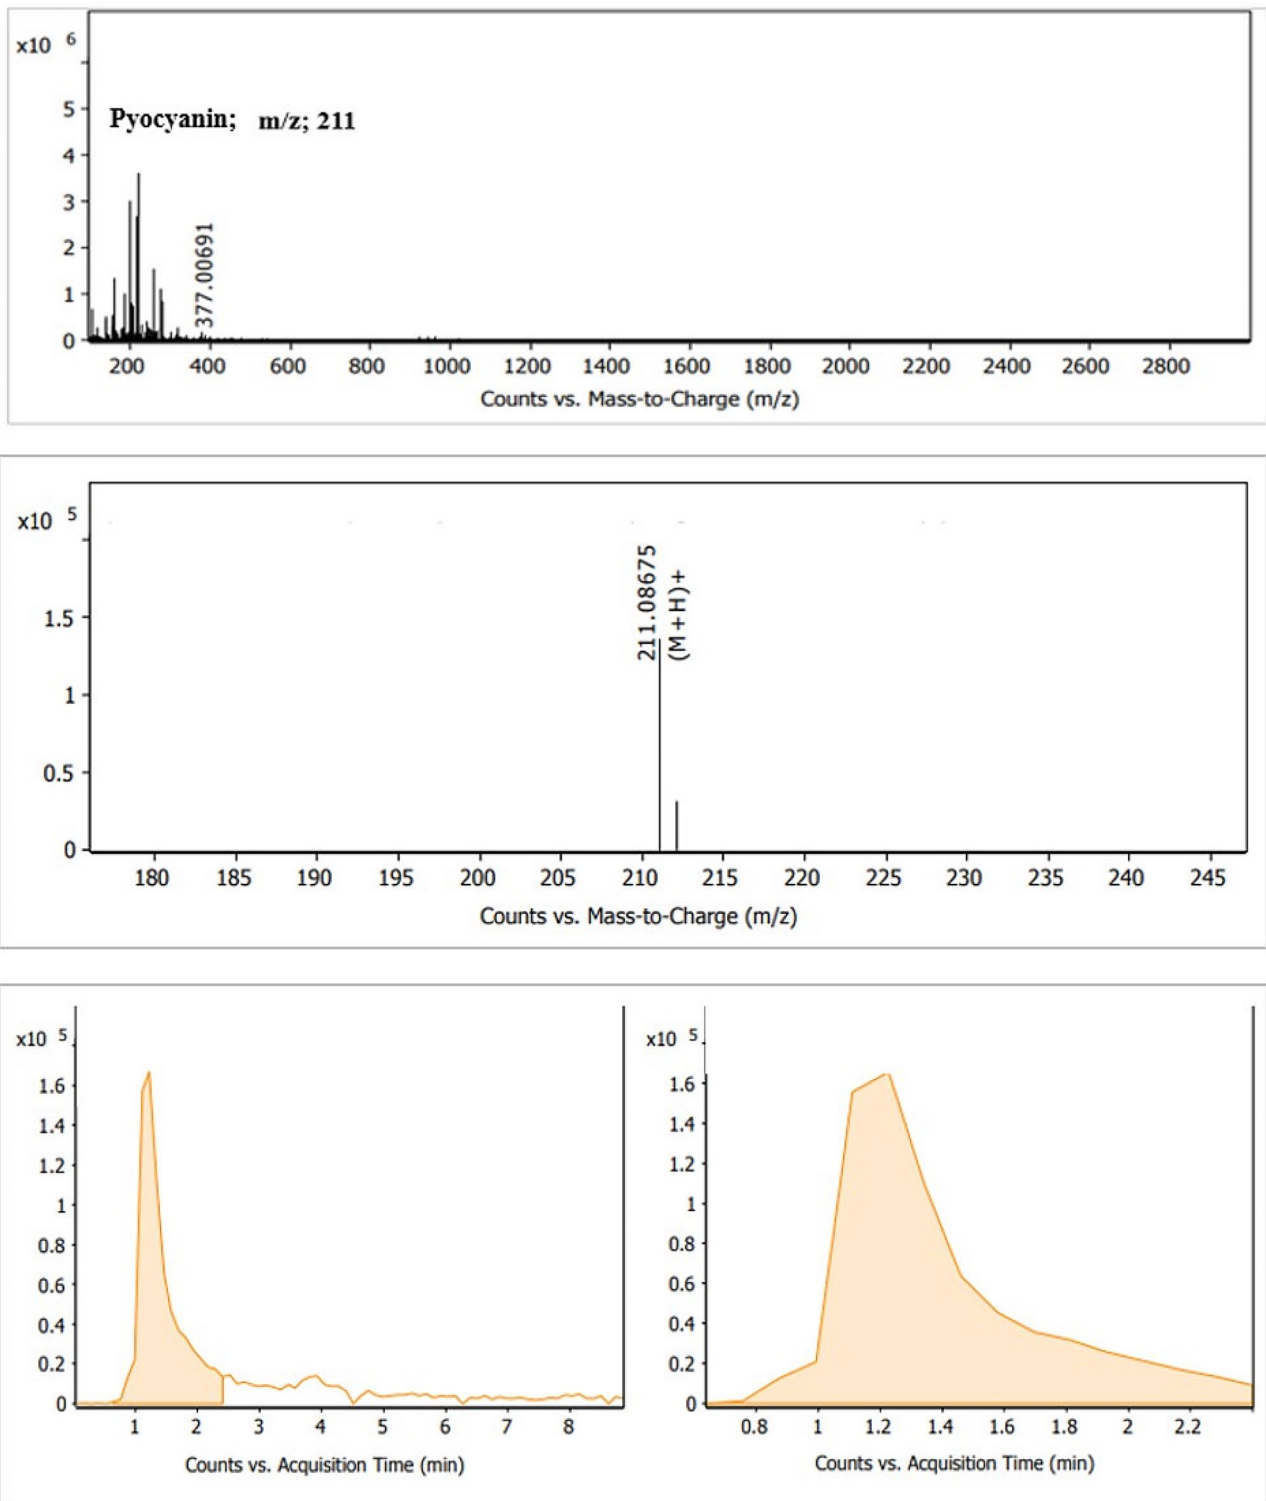 x10 6
5
Pyocyanin; m/z; 211
4
3
2
1
0
377.00691
200 400 600 800 1000 1200 1400 1600 1800 2000 2200 2400 2600 2800
Counts vs. Mass-to-Charge (m/z)
x10 5
1.5
1
0.5
0
211.08675
(M+H)+
180 185 190 195 200 205 210 215 220 225 230 235 240 245
Counts vs. Mass-to-Charge (m/z)
x10 5
1.6
1.4
1.2
1
0.8
0.6
0.4
0.2
0
1 2 3 4 5 6 7 8
Counts vs. Acquisition Time (min)
x10 5
1.6
1.4
1.2
1
0.8
0.6
0.4
0.2
0
0.8 1 1.2 1.4 1.6 1.8 2 2.2
Counts vs. Acquisition Time (min)